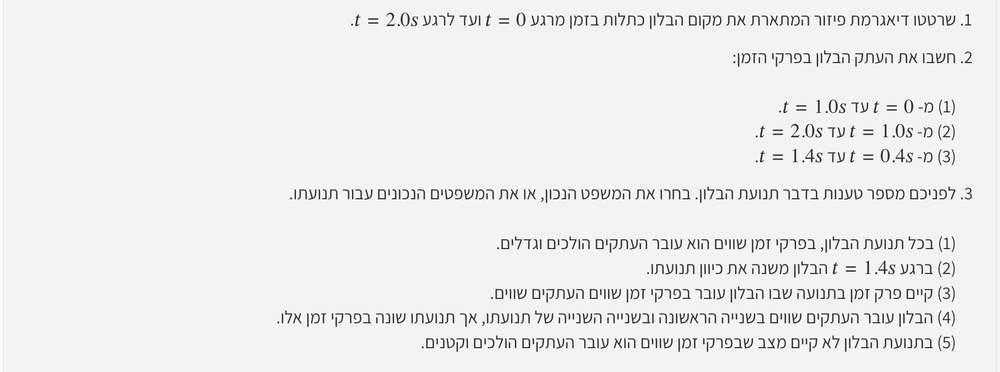 1. שרטטו דיאגרמת פיזור המתארת את מקום הבלון כתלות בזמן מרגע t = 0 ועד לרגע t = 2.0s.
2. חשבו את העתק הבלון בפרקי הזמן:
(1) מ- t = 0 עד t = 1.0s.
(2) מ- t = 1.0s עד t = 2.0s.
(3) מ- t = 0.4s עד t = 1.4s.
3. לפניכם מספר טענות בדבר תנועת הבלון. בחרו את המשפט הנכון, או את המשפטים הנכונים עבור תנועתו.
(1) בכל תנועת הבלון, בפרקי זמן שווים הוא עובר העתקים הולכים וגדלים.
(2) ברגע t = 1.4s הבלון משנה את כיוון תנועתו.
(3) קיים פרק זמן בתנועה שבו הבלון עובר בפרקי זמן שווים העתקים שווים.
(4) הבלון עובר העתקים שווים בשנייה הראשונה ובשנייה השנייה של תנועתו, אך תנועתו שונה בפרקי זמן אלו.
(5) בתנועת הבלון לא קיים מצב שבפרקי זמן שווים הוא עובר העתקים הולכים וקטנים.